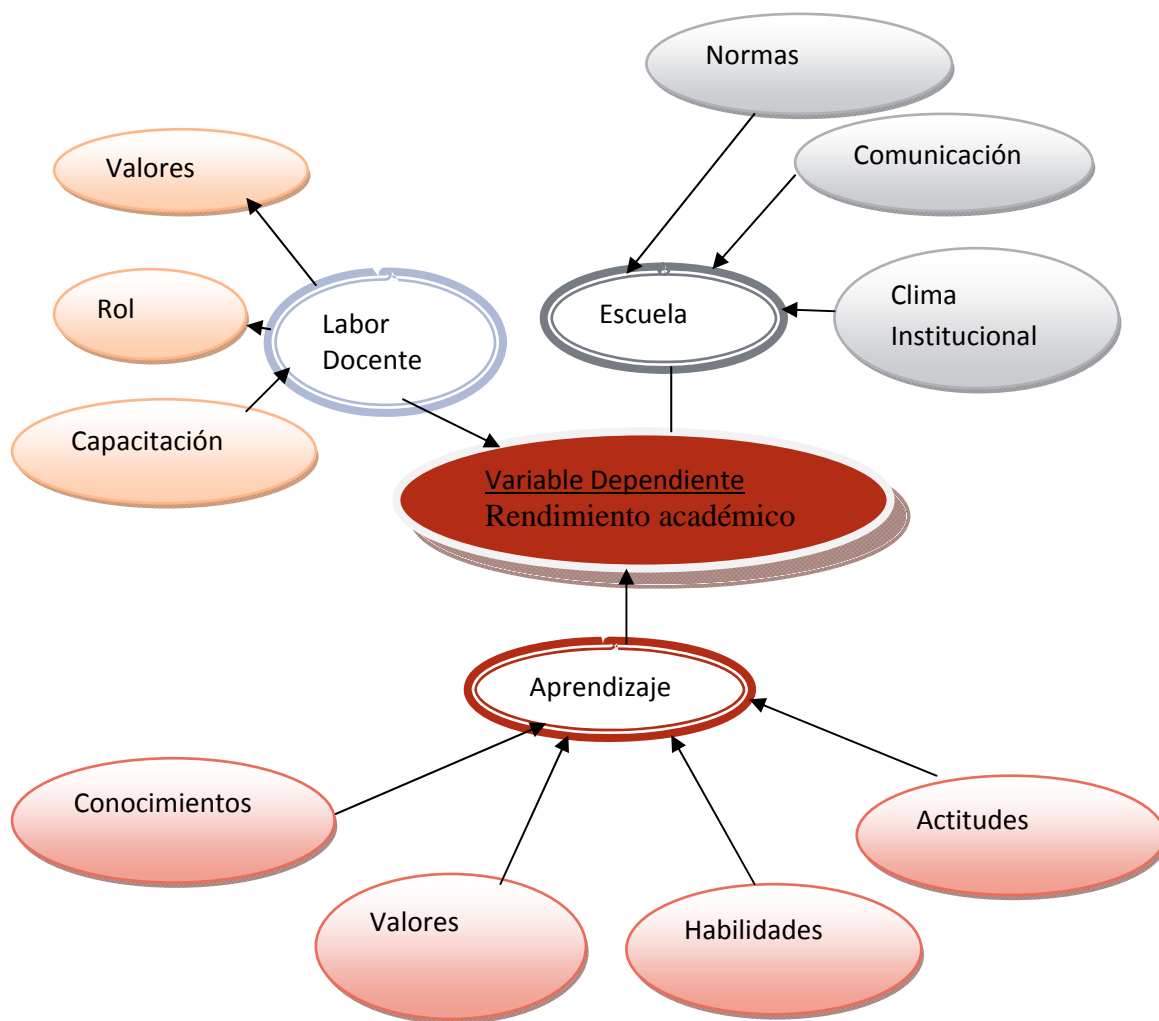 Normas
Comunicación
Valores
Clima
Institucional
Rol
Labor
Docente
Escuela
Capacitación
Variable Dependiente
Rendimiento académico
Aprendizaje
Conocimientos
Actitudes
Valores
Habilidades